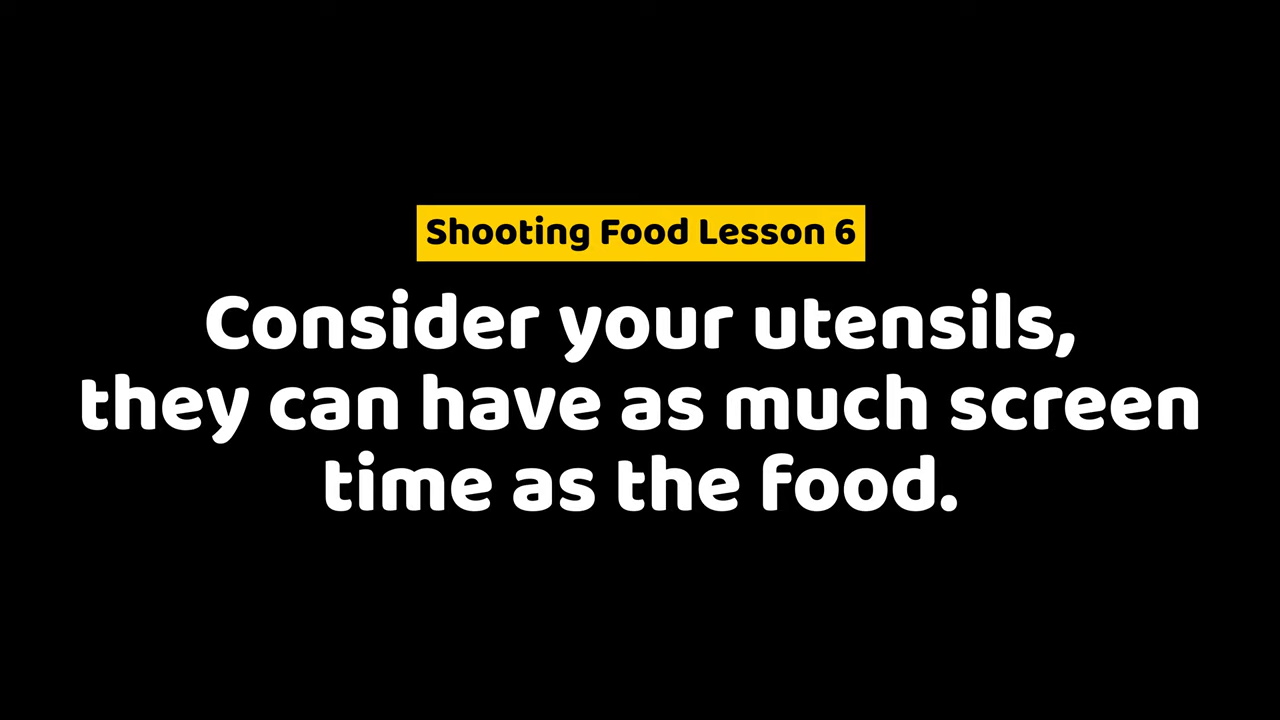 Shooting Food Lesson 6
Consider your utensils,
they can have as much screen
time as the food.